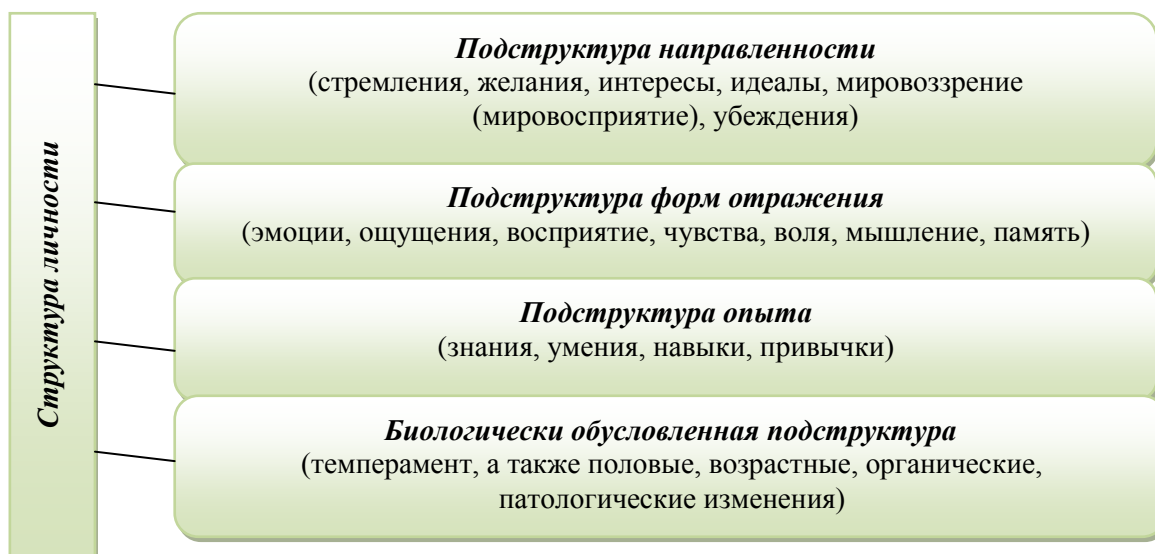 Структура личности
Подструктура направленности
(стремления, желания, интересы, идеалы, мировоззрение
(мировосприятие), убеждения)
Подструктура форм отражения
(эмоции, ощущения, восприятие, чувства, воля, мышление, память)
Подструктура опыта
(знания, умения, навыки, привычки)
Биологически обусловленная подструктура
(темперамент, а также половые, возрастные, органические,
патологические изменения)